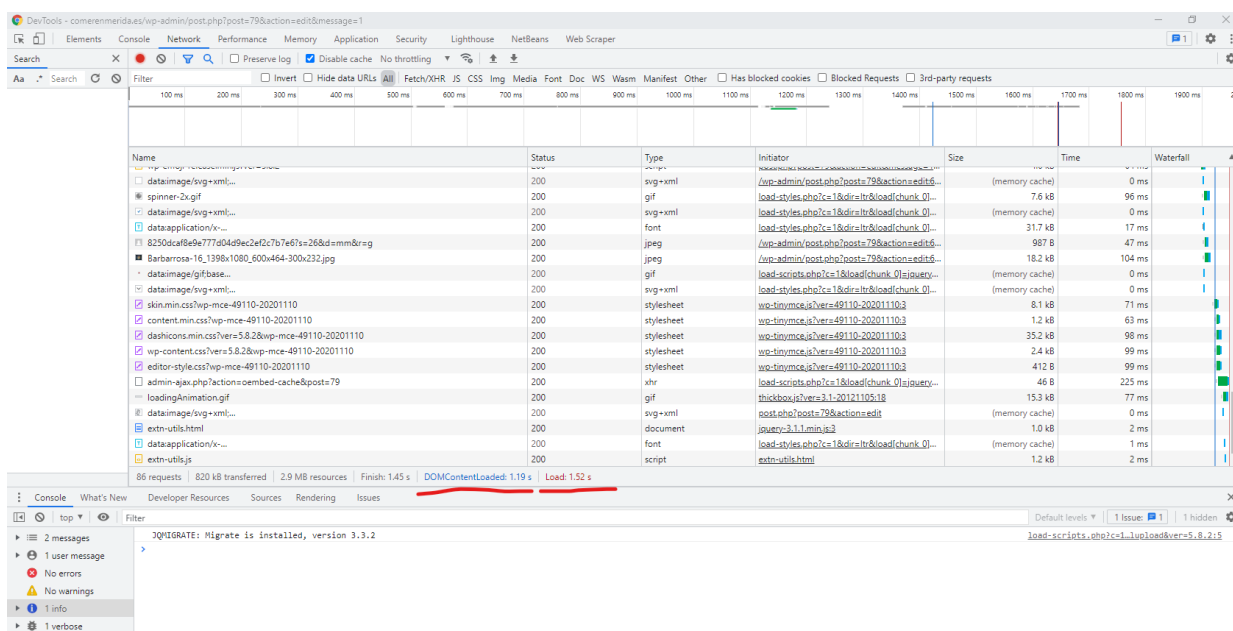 DevTools - comerenmerida.es/wp-admin/post.php?post=79&action=edit&message=1
Elements Console Network Performance Memory Application Security Lighthouse NetBeans Web Scraper 1
Search Preserve log Disable cache No throttling
Aa .* Search Filter Invert Hide data URLs All Fetch/XHR JS CSS Img Media Font Doc WS Wasm Manifest Other Has blocked cookies Blocked Requests 3rd-party requests
100 ms 200 ms 300 ms 400 ms 500 ms 600 ms 700 ms 800 ms 900 ms 1000 ms 1100 ms 1200 ms 1300 ms 1400 ms 1500 ms 1600 ms 1700 ms 1800 ms 1900 ms 2
Name Status Type Initiator Size Time Waterfall
data:image/svg+xml;... 200 svg+xml /wp-admin/post.php?post=79&action=edit:6... (memory cache) 0 ms
spinner-2x.gif 200 gif load-styles.php?c=1&dir=ltr&load[chunk_0]... 7.6 kB 96 ms
data:image/svg+xml;... 200 svg+xml load-styles.php?c=1&dir=ltr&load[chunk_0]... (memory cache) 0 ms
data:application/x-... 200 font load-styles.php?c=1&dir=ltr&load[chunk_0]... 31.7 kB 17 ms
8250dcaf8e9e777d04d9ec2ef2c7b7e6?s=26&d=mm&r=g 200 jpeg /wp-admin/post.php?post=79&action=edit:6... 987 B 47 ms
Barbarrosa-16_1398x1080_600x464-300x232.jpg 200 jpeg /wp-admin/post.php?post=79&action=edit:6... 18.2 kB 104 ms
data:image/gif;base... 200 gif load-scripts.php?c=1&load[chunk_0]=jquery... (memory cache) 0 ms
data:image/svg+xml;... 200 svg+xml load-styles.php?c=1&dir=ltr&load[chunk_0]... (memory cache) 0 ms
skin.min.css?wp-mce-49110-20201110 200 stylesheet wp-tinymce.js?ver=49110-20201110:3 8.1 kB 71 ms
content.min.css?wp-mce-49110-20201110 200 stylesheet wp-tinymce.js?ver=49110-20201110:3 1.2 kB 63 ms
dashicons.min.css?ver=5.8.2&wp-mce-49110-20201110 200 stylesheet wp-tinymce.js?ver=49110-20201110:3 35.2 kB 98 ms
wp-content.css?ver=5.8.2&wp-mce-49110-20201110 200 stylesheet wp-tinymce.js?ver=49110-20201110:3 2.4 kB 99 ms
editor-style.css?wp-mce-49110-20201110 200 stylesheet wp-tinymce.js?ver=49110-20201110:3 412 B 99 ms
admin-ajax.php?action=oembed-cache&post=79 200 xhr load-scripts.php?c=1&load[chunk_0]=jquery... 46 B 225 ms
loadingAnimation.gif 200 gif thickbox.js?ver=3.1-20121105:18 15.3 kB 77 ms
data:image/svg+xml;... 200 svg+xml post.php?post=79&action=edit (memory cache) 0 ms
extn-utils.html 200 document jquery-3.1.1.min.js:3 1.0 kB 2 ms
data:application/x-... 200 font load-styles.php?c=1&dir=ltr&load[chunk_0]... (memory cache) 1 ms
extn-utils.js 200 script extn-utils.html 1.2 kB 2 ms
86 requests 820 kB transferred 2.9 MB resources Finish: 1.45 s DOMContentLoaded: 1.19 s Load: 1.52 s
Console What's New Developer Resources Sources Rendering Issues
top Filter Default levels 1 Issue: 1 1 hidden
2 messages JQMIGRATE: Migrate is installed, version 3.3.2 load-scripts.php?c=1…lupload&ver=5.8.2:5
1 user message
No errors
No warnings
1 info
1 verbose